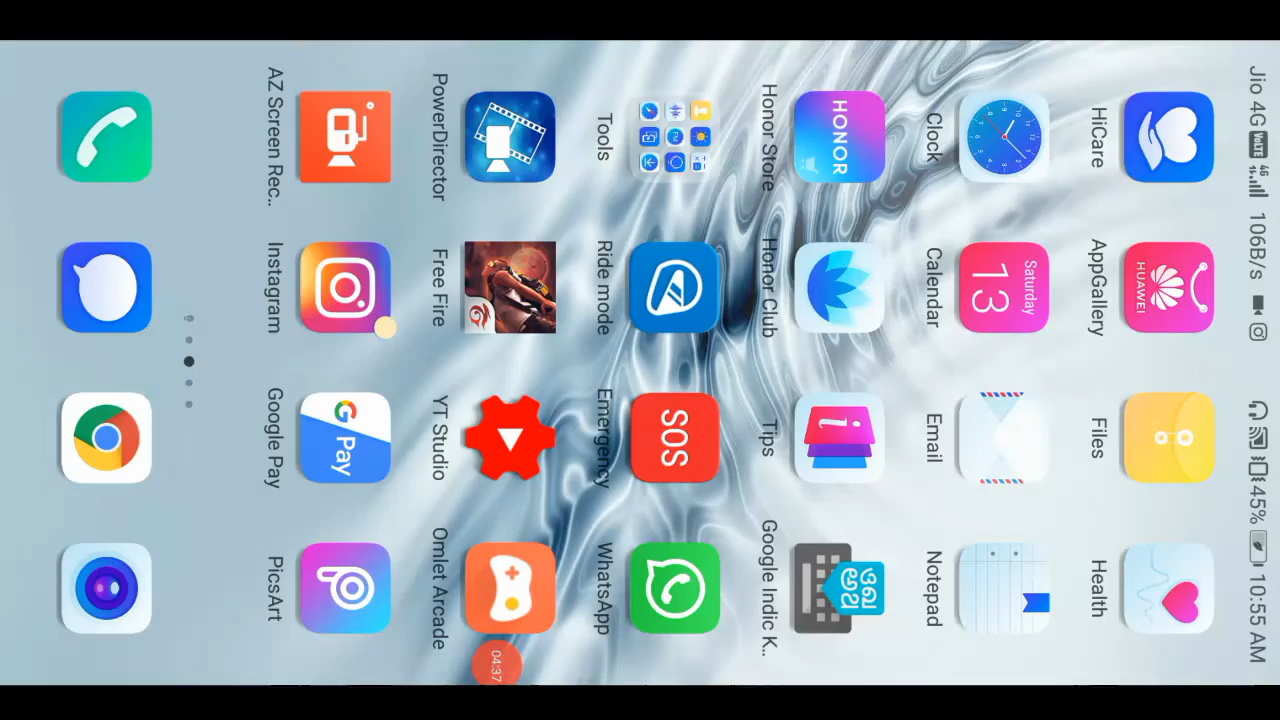 Jio 4G VoLTE 4G 106B/s 45% 10:55 AM
HUAWEI
HiCare AppGallery Files Health
Saturday
13
Clock Calendar Email Notepad
HONOR
i
Honor Store Honor Club Tips Google Indic K..
SOS
Tools Ride mode Emergency WhatsApp
PowerDirector Free Fire YT Studio Omlet Arcade
G Pay
04:37
AZ Screen Rec.. Instagram Google Pay PicsArt